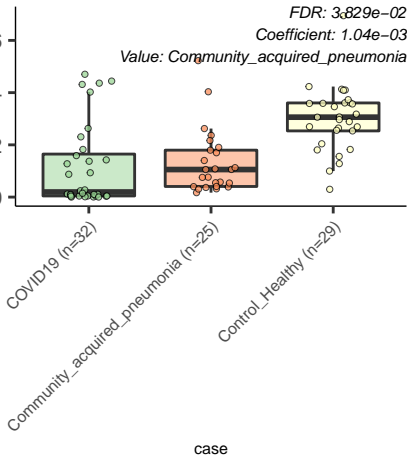 FDR: 3.829e−02
Coefficient: 1.04e−03
Value: Community_acquired_pneumonia
COVID19 (n=32)
Community_acquired_pneumonia (n=25)
Control_Healthy (n=29)
case